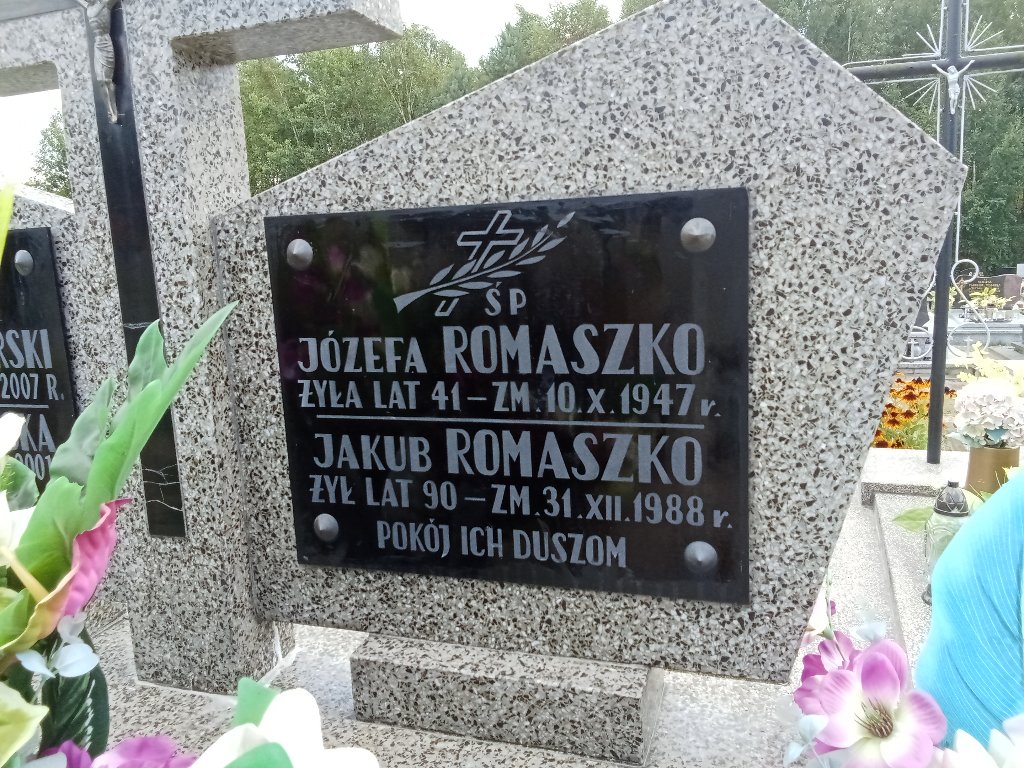 ŚP
JÓZEFA ROMASZKO
ŻYŁA LAT 41 – ZM. 10.X.1947 r.
JAKUB ROMASZKO
ŻYŁ LAT 90 – ZM. 31.XII.1988 r.
POKÓJ ICH DUSZOM
2007 R.